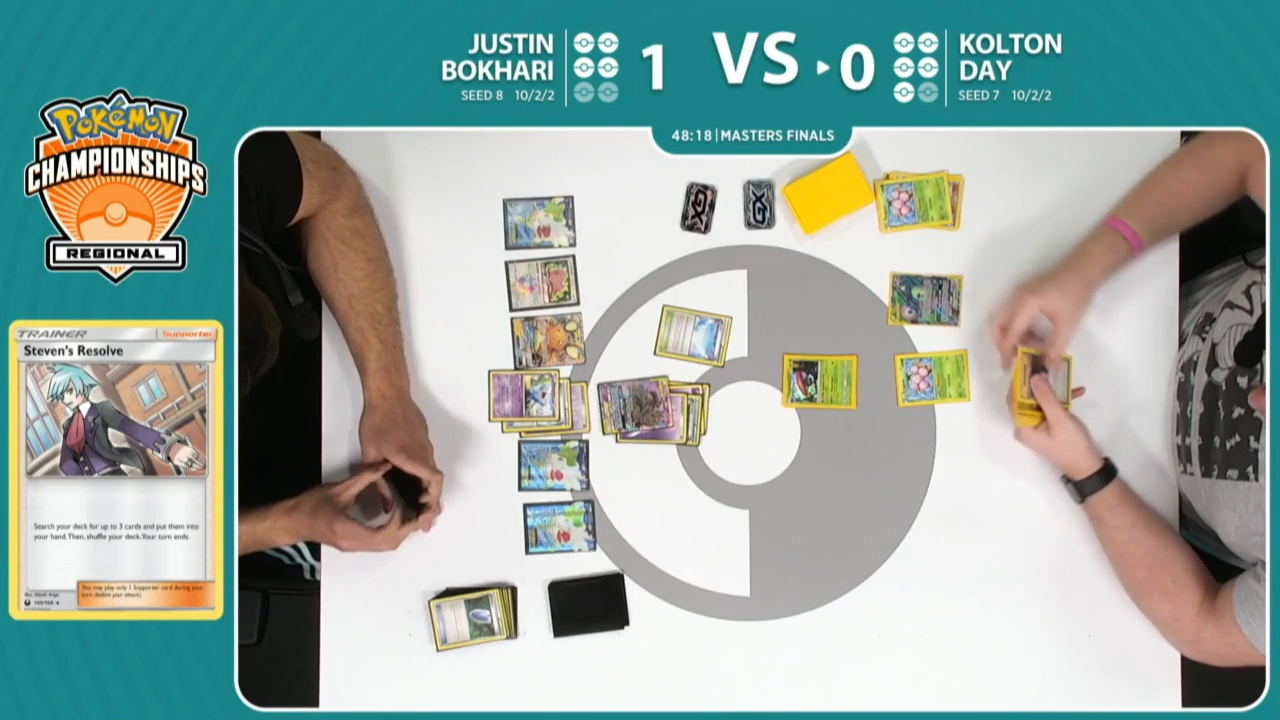 JUSTIN
BOKHARI
SEED 8 10/2/2
1
VS
0
KOLTON
DAY
SEED 7 10/2/2
48:18 | MASTERS FINALS
POKéMON
CHAMPIONSHIPS
REGIONAL
TRAINER Supporter
Steven's Resolve
Search your deck for up to 3 cards and put them into
your hand. Then, shuffle your deck. Your turn ends.
You may play only 1 Supporter card during your
turn (before your attack).
145/168
GX
GX